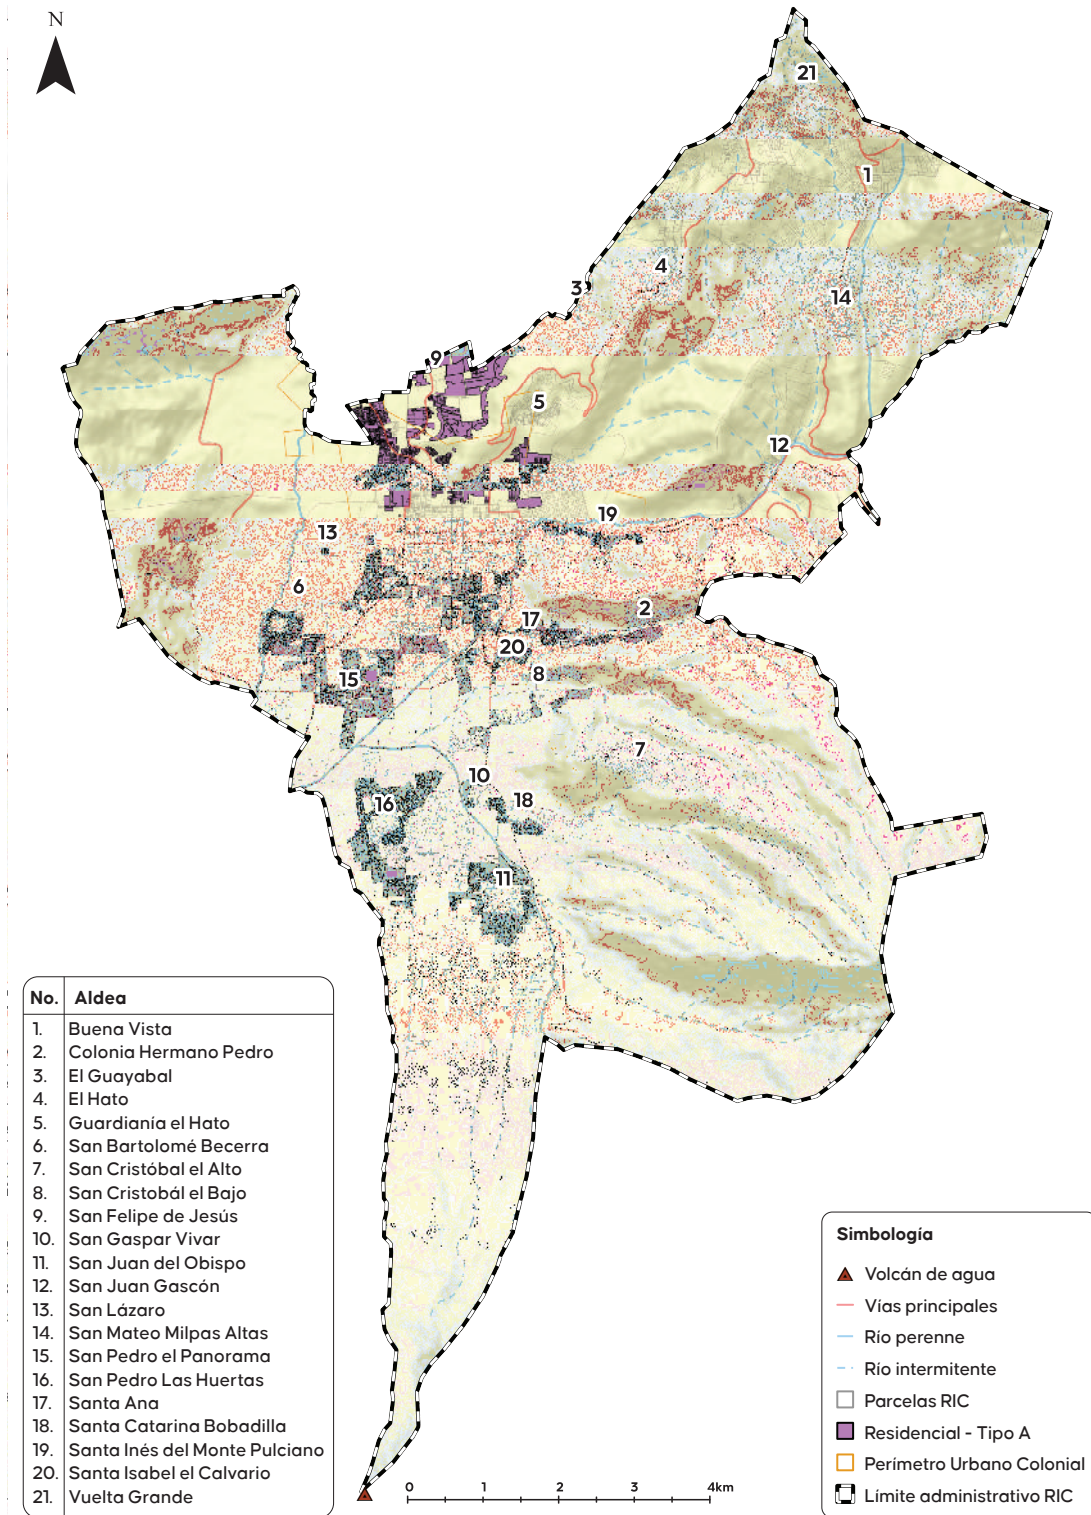 N
21
1
4
3
14
9
5
12
19
13
6
2
17
20
8
15
7
10
18
16
11
No. Aldea
1. Buena Vista
2. Colonia Hermano Pedro
3. El Guayabal
4. El Hato
5. Guardianía el Hato
6. San Bartolomé Becerra
7. San Cristóbal el Alto
8. San Cristobál el Bajo
9. San Felipe de Jesús
10. San Gaspar Vivar
11. San Juan del Obispo
12. San Juan Gascón
13. San Lázaro
14. San Mateo Milpas Altas
15. San Pedro el Panorama
16. San Pedro Las Huertas
17. Santa Ana
18. Santa Catarina Bobadilla
19. Santa Inés del Monte Pulciano
20. Santa Isabel el Calvario
21. Vuelta Grande
Simbología
Volcán de agua
Vías principales
Río perenne
Río intermitente
Parcelas RIC
Residencial - Tipo A
Perímetro Urbano Colonial
Límite administrativo RIC
0 1 2 3 4km